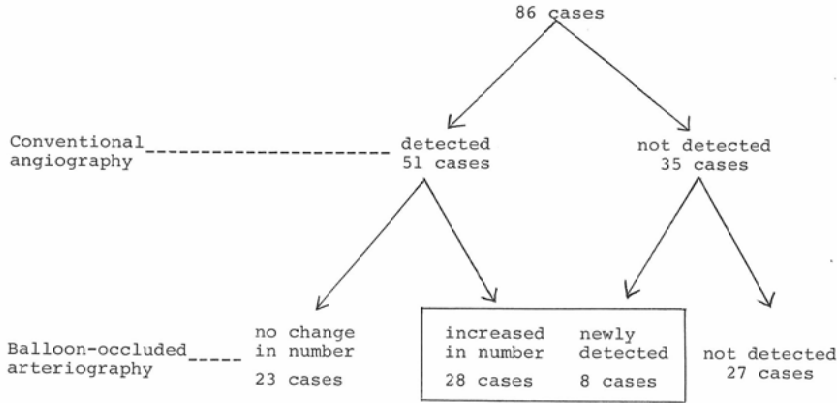 86 cases
Conventional
angiography
detected
51 cases
not detected
35 cases
Balloon-occluded
arteriography
no change
in number
23 cases
increased
in number
28 cases
newly
detected
8 cases
not detected
27 cases